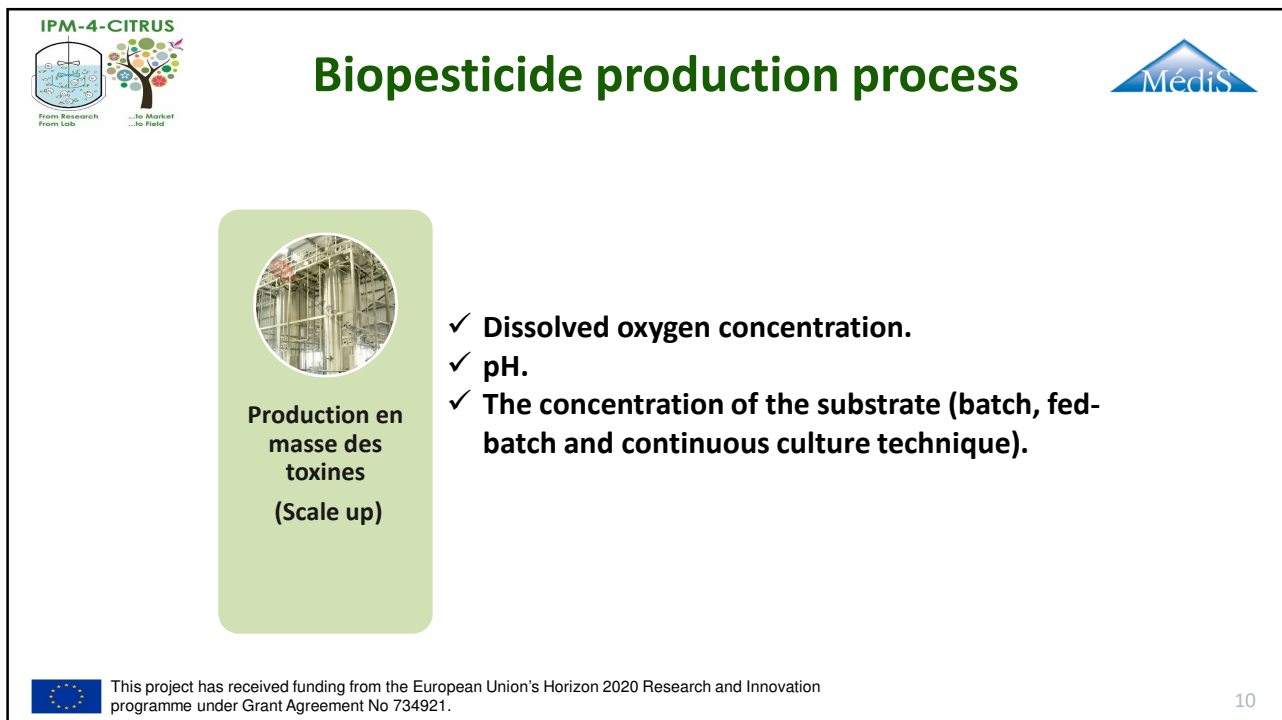 IPM-4-CITRUS
From Research ...to Market
From Lab ...to Field
Biopesticide production process
MédiS
Production en
masse des
toxines
(Scale up)
✓ Dissolved oxygen concentration.
✓ pH.
✓ The concentration of the substrate (batch, fed-
batch and continuous culture technique).
This project has received funding from the European Union's Horizon 2020 Research and Innovation
programme under Grant Agreement No 734921.
10